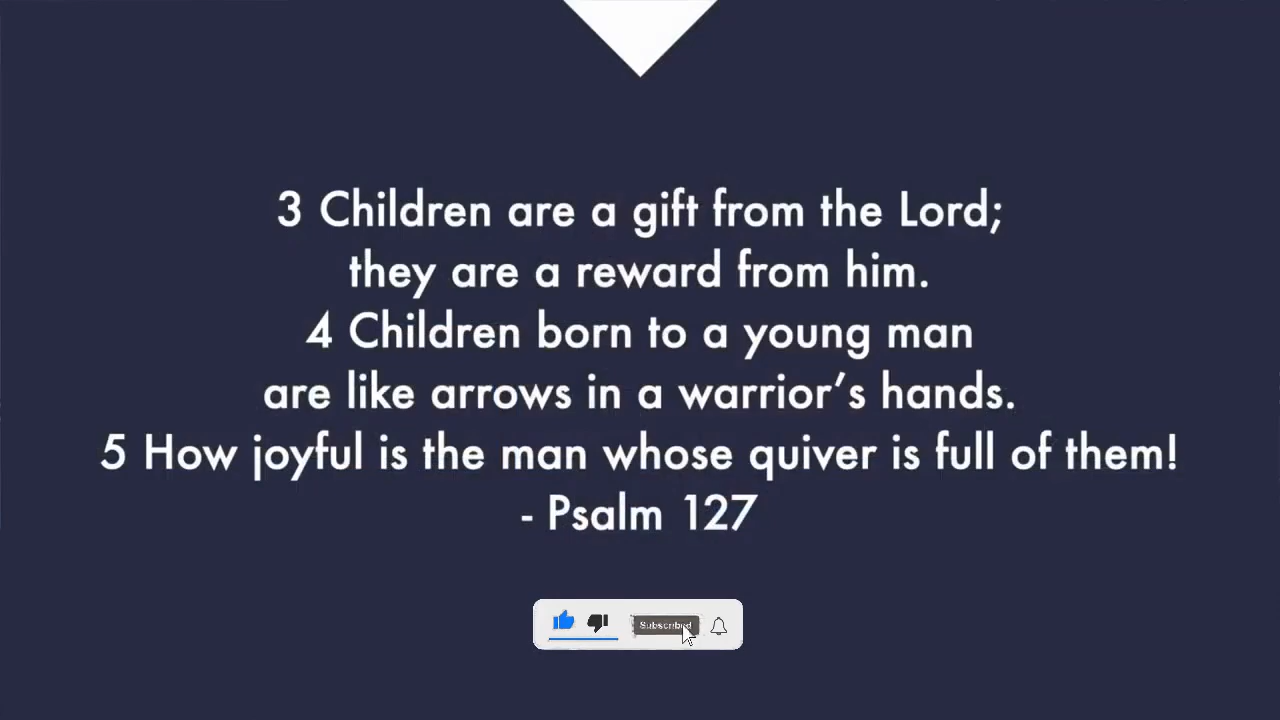 3 Children are a gift from the Lord;
they are a reward from him.
4 Children born to a young man
are like arrows in a warrior’s hands.
5 How joyful is the man whose quiver is full of them!
- Psalm 127
Subscribed